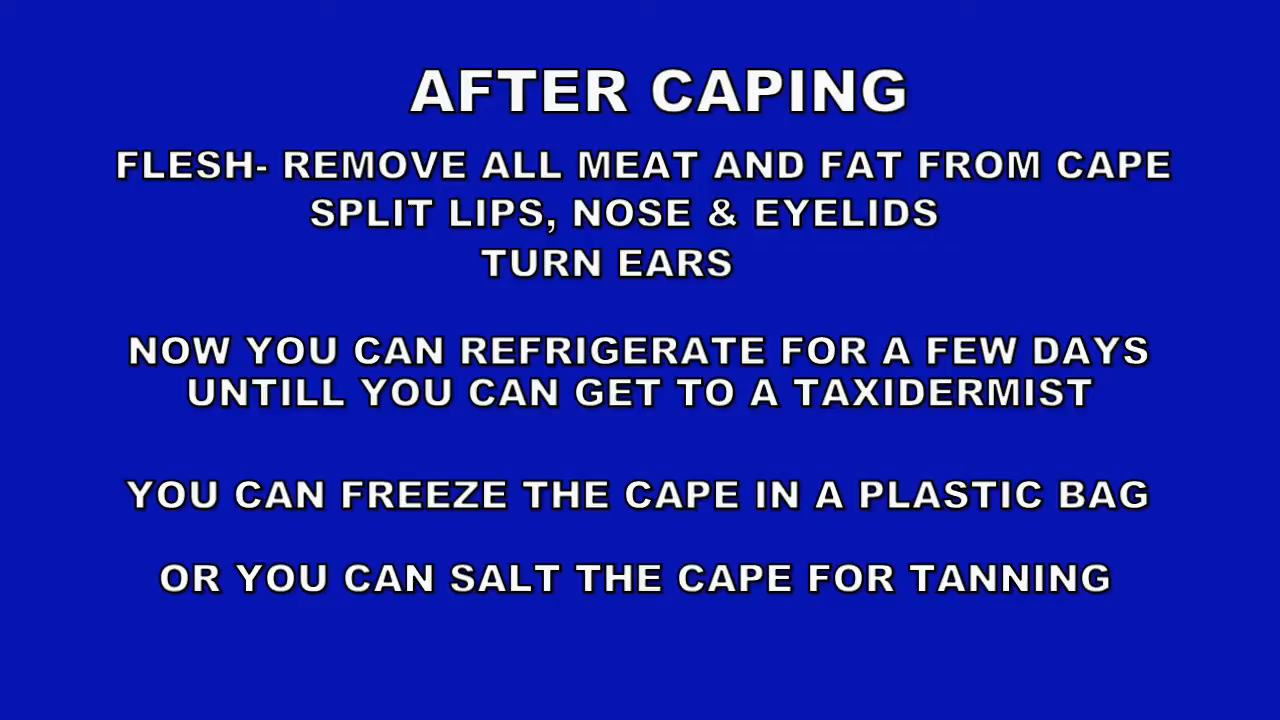 AFTER CAPING
FLESH- REMOVE ALL MEAT AND FAT FROM CAPE
SPLIT LIPS, NOSE & EYELIDS
TURN EARS
NOW YOU CAN REFRIGERATE FOR A FEW DAYS
UNTILL YOU CAN GET TO A TAXIDERMIST
YOU CAN FREEZE THE CAPE IN A PLASTIC BAG
OR YOU CAN SALT THE CAPE FOR TANNING